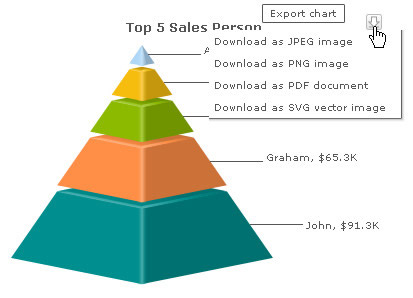 Export chart
Top 5 Sales Person
Download as JPEG image
Download as PNG image
Download as PDF document
Download as SVG vector image
Graham, $65.3K
John, $91.3K